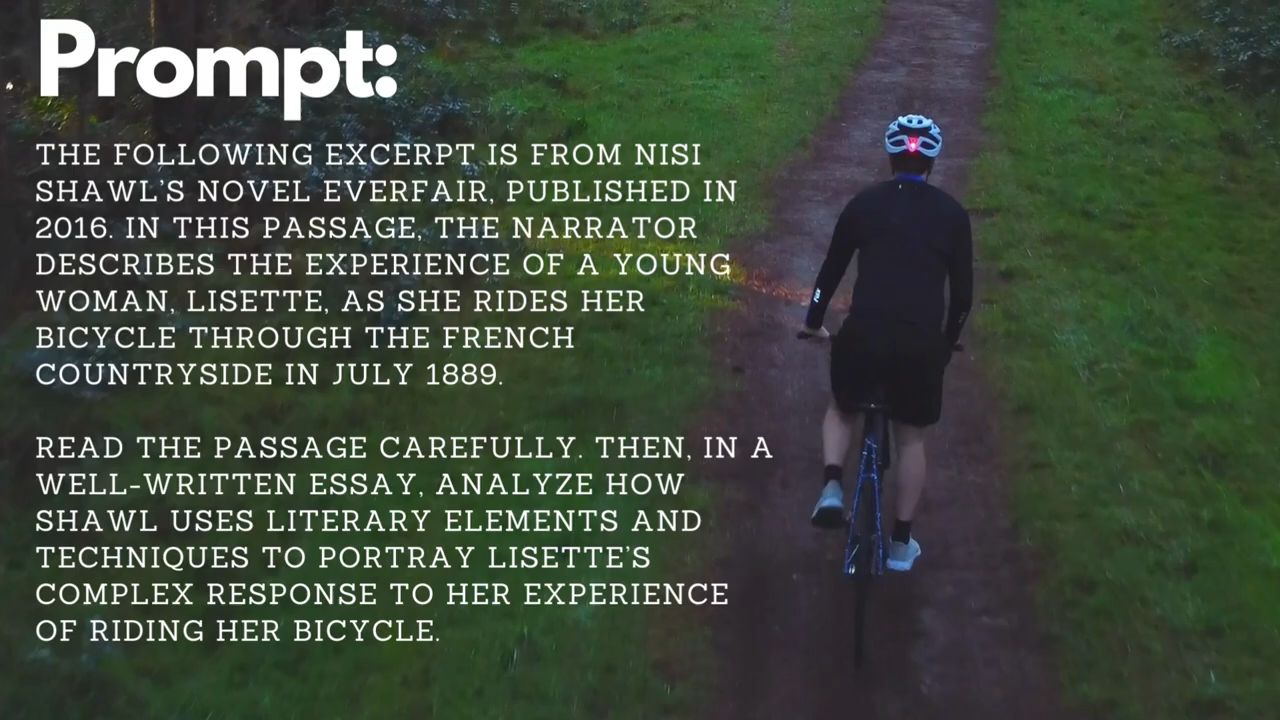 Prompt:
THE FOLLOWING EXCERPT IS FROM NISI
SHAWL'S NOVEL EVERFAIR, PUBLISHED IN
2016. IN THIS PASSAGE, THE NARRATOR
DESCRIBES THE EXPERIENCE OF A YOUNG
WOMAN, LISETTE, AS SHE RIDES HER
BICYCLE THROUGH THE FRENCH
COUNTRYSIDE IN JULY 1889.
READ THE PASSAGE CAREFULLY. THEN, IN A
WELL-WRITTEN ESSAY, ANALYZE HOW
SHAWL USES LITERARY ELEMENTS AND
TECHNIQUES TO PORTRAY LISETTE'S
COMPLEX RESPONSE TO HER EXPERIENCE
OF RIDING HER BICYCLE.